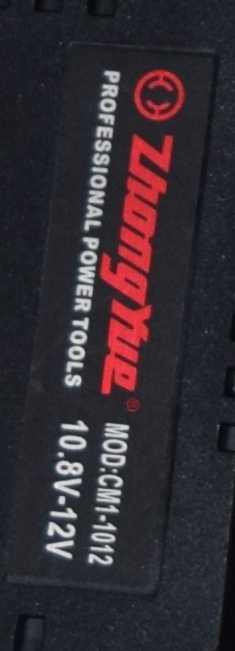 ZhongYue®
PROFESSIONAL POWER TOOLS
MOD:CM1-1012
10.8V-12V